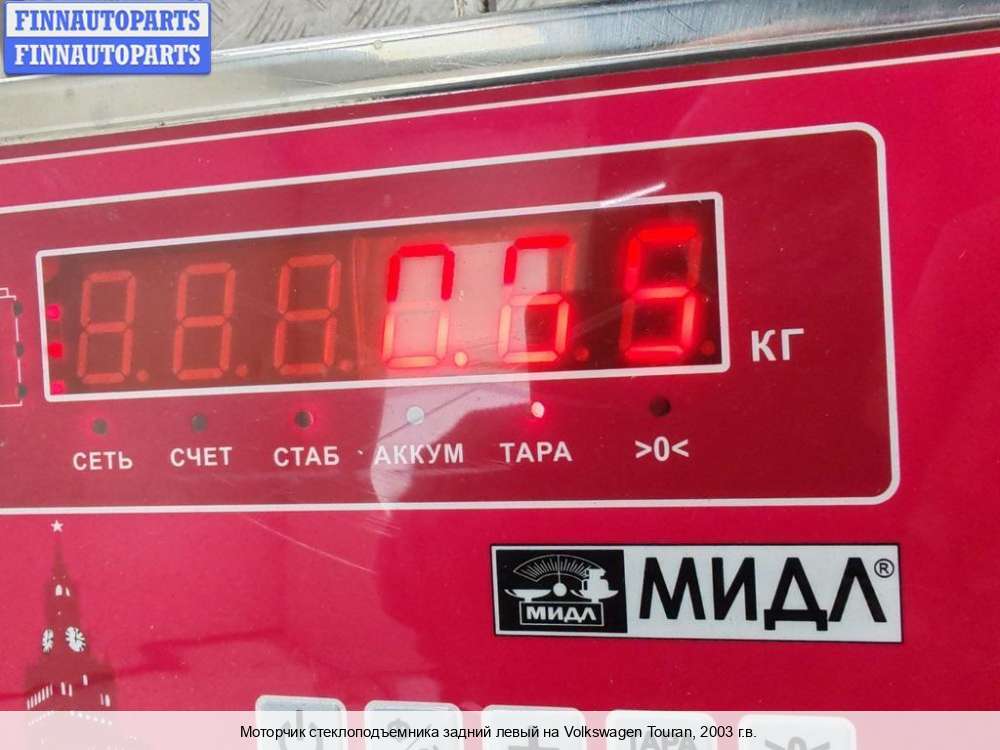 FINNAUTOPARTS
FINNAUTOPARTS
КГ
СЕТЬ СЧЕТ СТАБ АККУМ ТАРА >0<
МИДЛ МИДЛ®
ТАРА >0<
Моторчик стеклоподъемника задний левый на Volkswagen Touran, 2003 г.в.